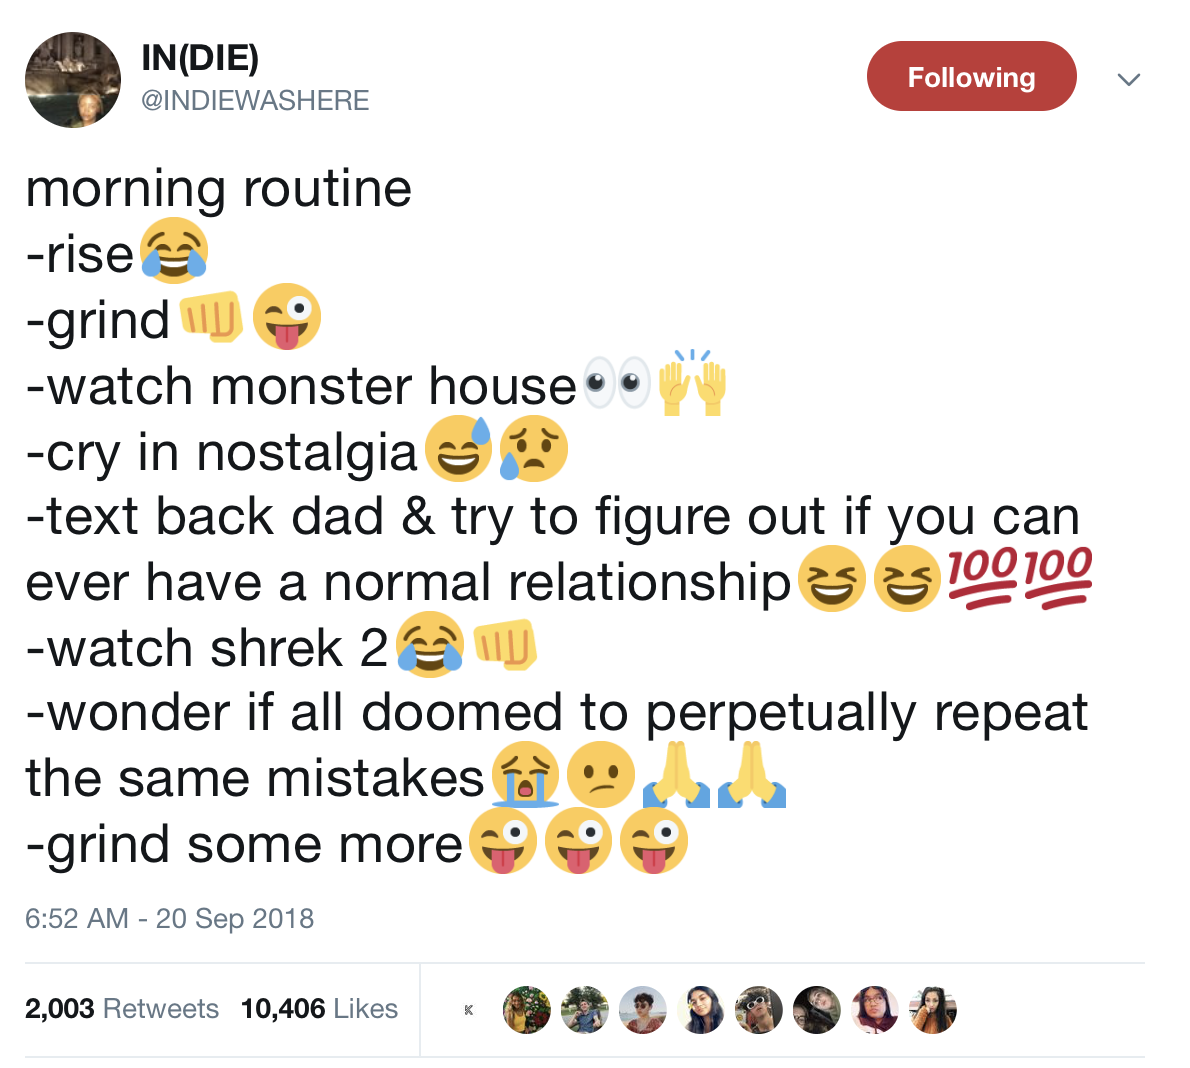 IN(DIE)
@INDIEWASHERE
Following
morning routine
-rise😂
-grind👊😜
-watch monster house👀🙌
-cry in nostalgia😅😥
-text back dad & try to figure out if you can
ever have a normal relationship😆😆💯💯
-watch shrek 2😂👊
-wonder if all doomed to perpetually repeat
the same mistakes😭😕🙏🙏
-grind some more😜😜😜
6:52 AM - 20 Sep 2018
2,003 Retweets 10,406 Likes
K